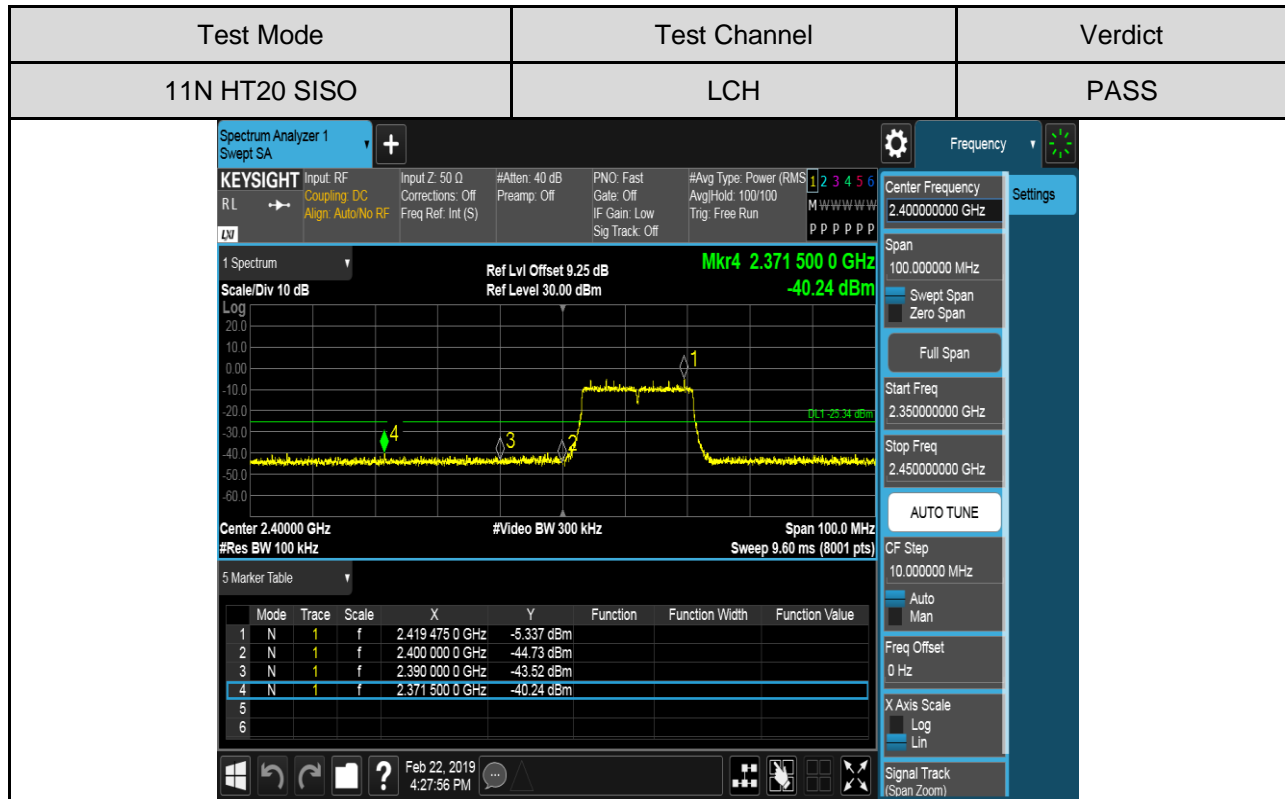 Test Mode Test Channel Verdict
11N HT20 SISO LCH PASS
Spectrum Analyzer 1
Swept SA
+
Frequency
KEYSIGHT Input: RF Input Z: 50 Ω #Atten: 40 dB PNO: Fast #Avg Type: Power (RMS 1 2 3 4 5 6
RL Coupling: DC Corrections: Off Preamp: Off Gate: Off Avg|Hold: 100/100 M W W W W W
Align: Auto/No RF Freq Ref: Int (S) IF Gain: Low Trig: Free Run
LXI Sig Track: Off P P P P P P
1 Spectrum
Scale/Div 10 dB
Ref Lvl Offset 9.25 dB
Ref Level 30.00 dBm
Mkr4 2.371 500 0 GHz
-40.24 dBm
Log
20.0
10.0
0.00
-10.0
-20.0
-30.0
-40.0
-50.0
-60.0
1
DL1 -25.34 dBm
4
3
2
Center 2.40000 GHz #Video BW 300 kHz Span 100.0 MHz
#Res BW 100 kHz Sweep 9.60 ms (8001 pts)
5 Marker Table
Mode Trace Scale X Y Function Function Width Function Value
1 N 1 f 2.419 475 0 GHz -5.337 dBm
2 N 1 f 2.400 000 0 GHz -44.73 dBm
3 N 1 f 2.390 000 0 GHz -43.52 dBm
4 N 1 f 2.371 500 0 GHz -40.24 dBm
5
6
? Feb 22, 2019
4:27:56 PM
Center Frequency
2.400000000 GHz
Settings
Span
100.000000 MHz
Swept Span
Zero Span
Full Span
Start Freq
2.350000000 GHz
Stop Freq
2.450000000 GHz
AUTO TUNE
CF Step
10.000000 MHz
Auto
Man
Freq Offset
0 Hz
X Axis Scale
Log
Lin
Signal Track
(Span Zoom)